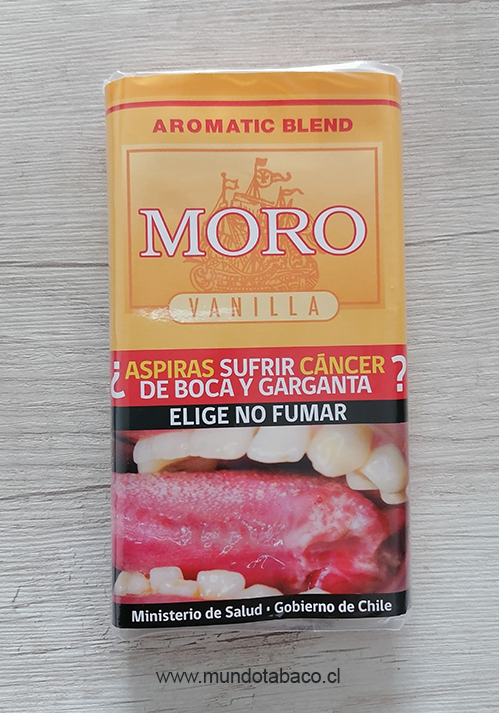 AROMATIC BLEND
MORO
VANILLA
¿ASPIRAS SUFRIR CÁNCER
DE BOCA Y GARGANTA?
ELIGE NO FUMAR
Ministerio de Salud • Gobierno de Chile
www.mundotabaco.cl